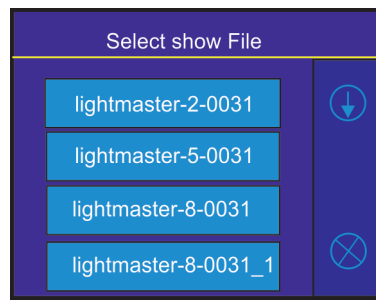 Select show File
lightmaster-2-0031
lightmaster-5-0031
lightmaster-8-0031
lightmaster-8-0031_1